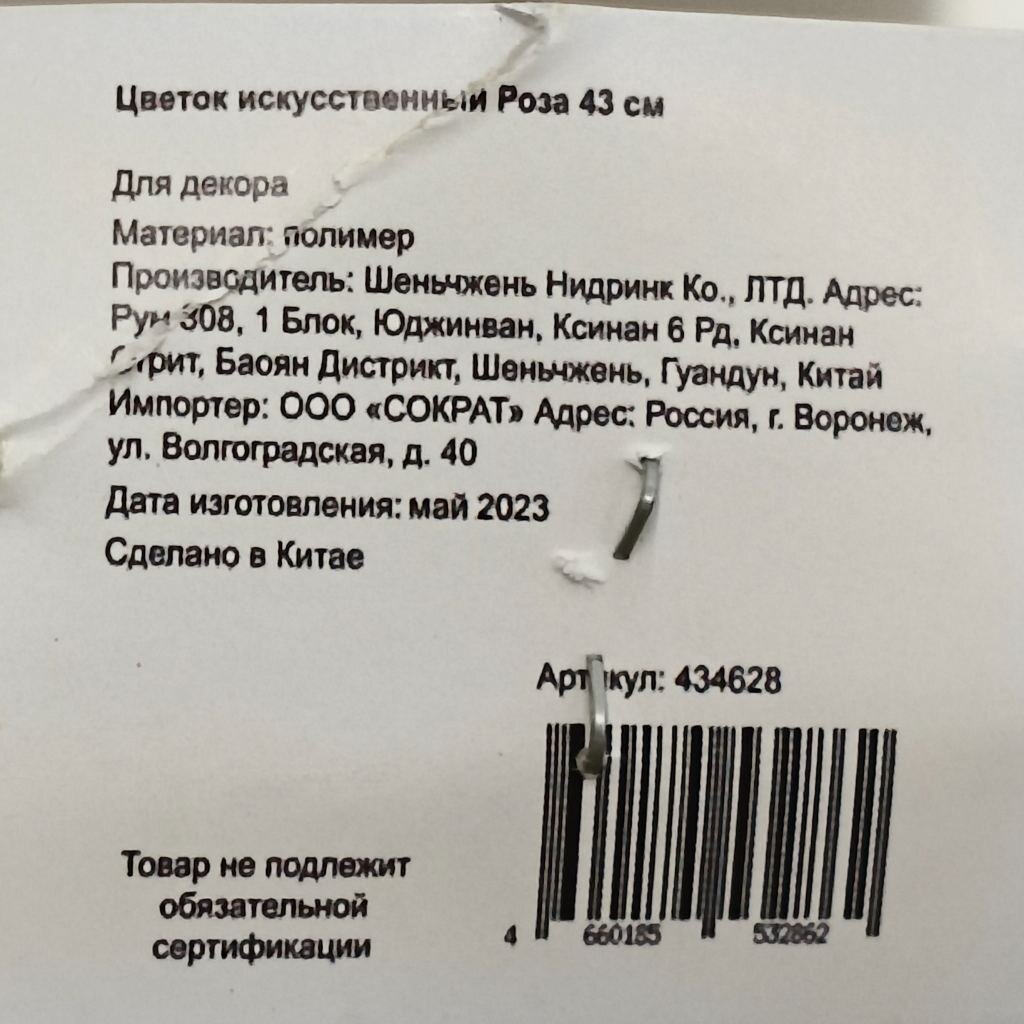 Цветок искусственный Роза 43 см
Для декора
Материал: полимер
Производитель: Шеньчжень Нидринк Ко., ЛТД. Адрес:
Рум 308, 1 Блок, Юджинван, Ксинан 6 Рд, Ксинан
Стрит, Баоян Дистрикт, Шеньчжень, Гуандун, Китай
Импортер: ООО «СОКРАТ» Адрес: Россия, г. Воронеж,
ул. Волгоградская, д. 40
Дата изготовления: май 2023
Сделано в Китае
Артикул: 434628
Товар не подлежит
обязательной
сертификации
4 660185 532862